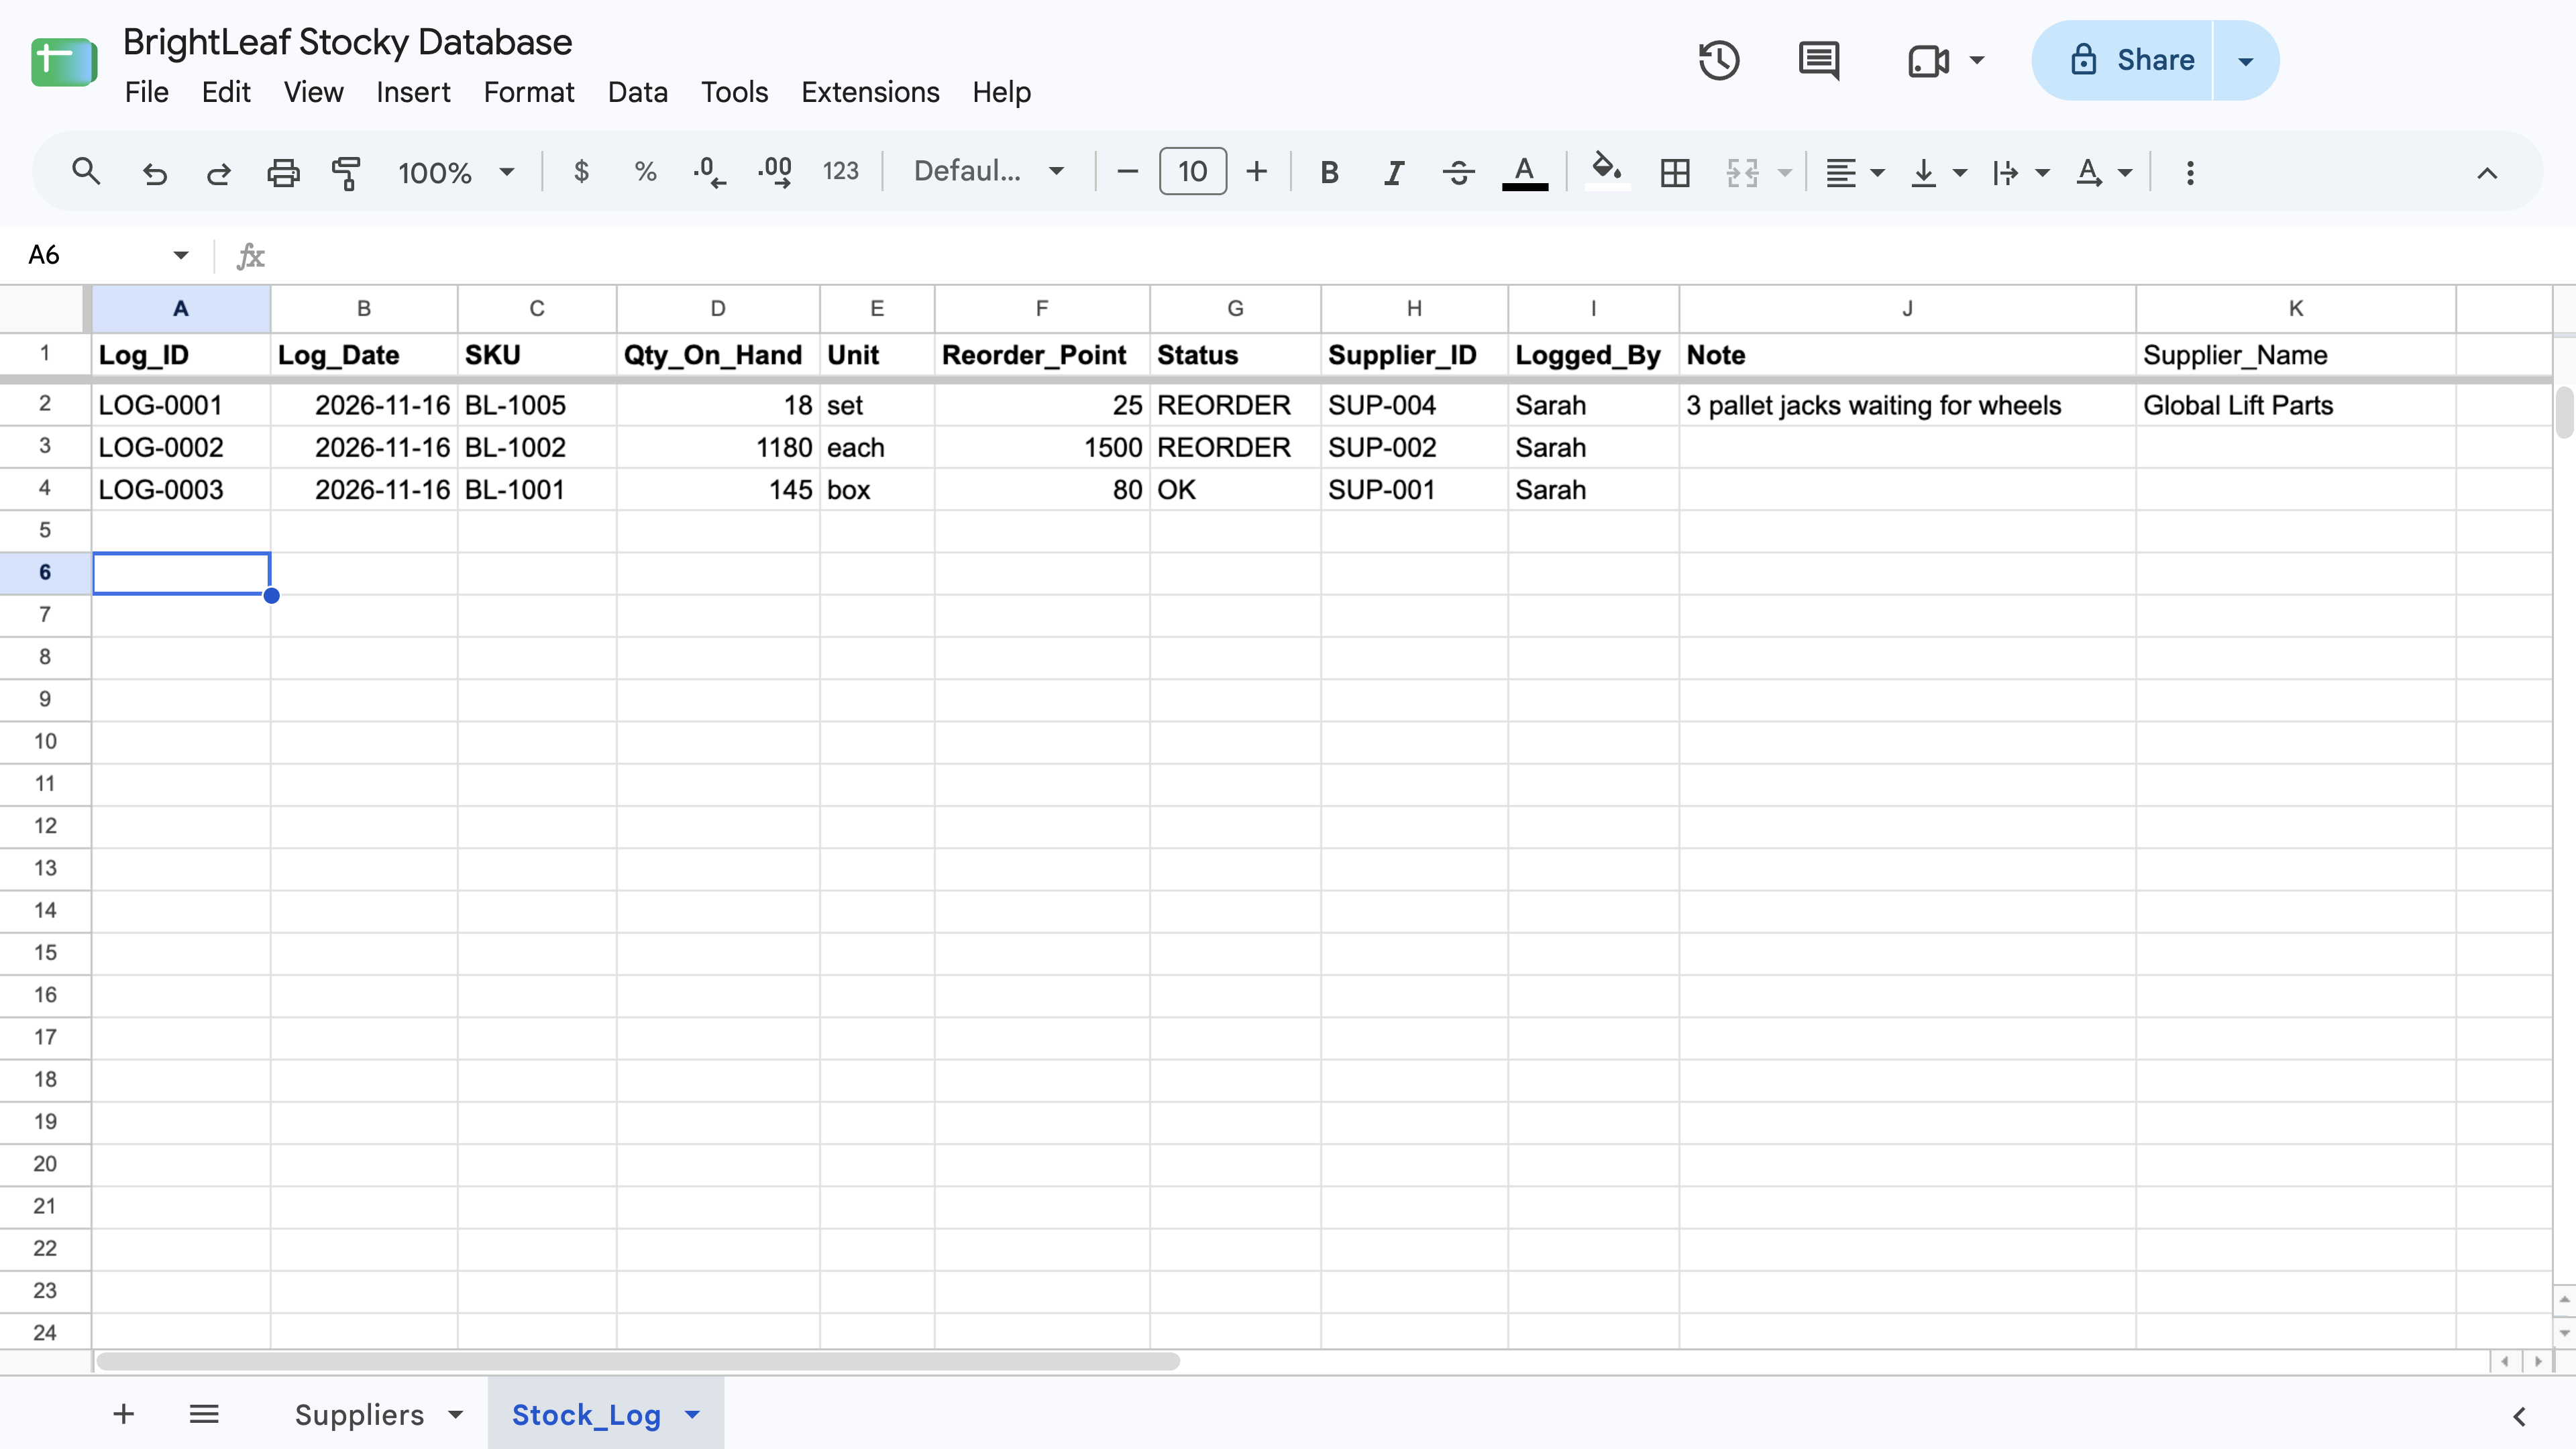 BrightLeaf Stocky Database
File Edit View Insert Format Data Tools Extensions Help
Share
100% $ % .0 .00 123 Defaul... 10 B I S A A
A6 fx
A B C D E F G H I J K
1 Log_ID Log_Date SKU Qty_On_Hand Unit Reorder_Point Status Supplier_ID Logged_By Note Supplier_Name
2 LOG-0001 2026-11-16 BL-1005 18 set 25 REORDER SUP-004 Sarah 3 pallet jacks waiting for wheels Global Lift Parts
3 LOG-0002 2026-11-16 BL-1002 1180 each 1500 REORDER SUP-002 Sarah
4 LOG-0003 2026-11-16 BL-1001 145 box 80 OK SUP-001 Sarah
5
6
7
8
9
10
11
12
13
14
15
16
17
18
19
20
21
22
23
24
Suppliers Stock_Log